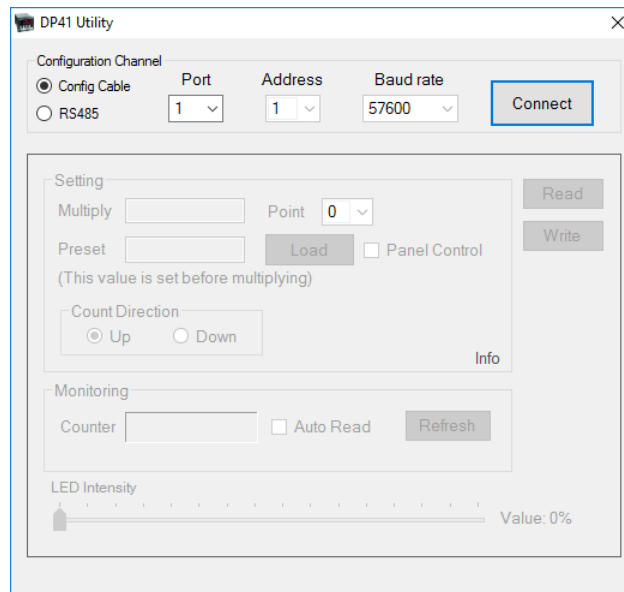 DP41 Utility
Configuration Channel
Config Cable
RS485
Port
1
Address
1
Baud rate
57600
Connect
Setting
Multiply
Point 0
Preset
Load
Panel Control
(This value is set before multiplying)
Count Direction
Up Down
Info
Read
Write
Monitoring
Counter
Auto Read
Refresh
LED Intensity
Value: 0%